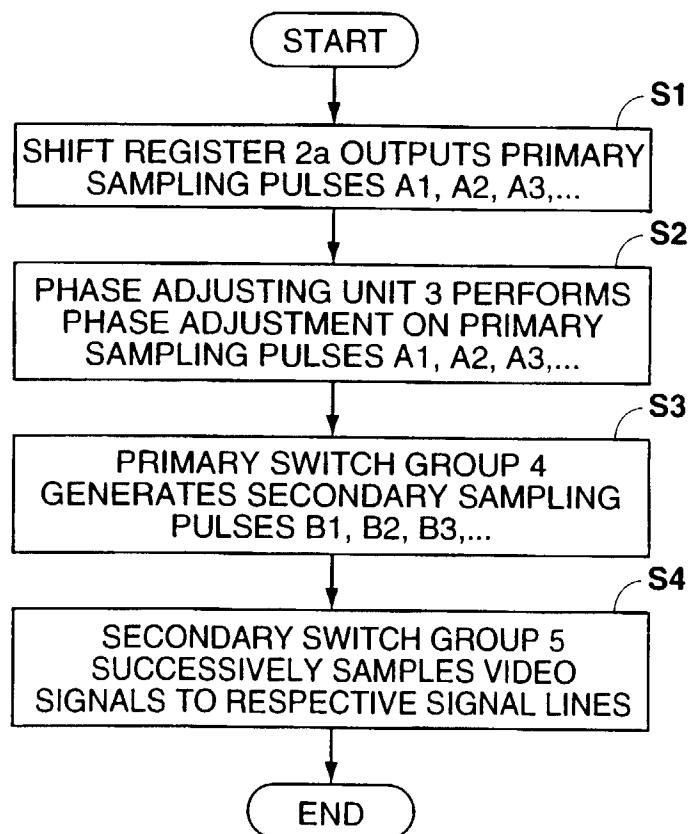 START
S1
SHIFT REGISTER 2a OUTPUTS PRIMARY
SAMPLING PULSES A1, A2, A3,...
S2
PHASE ADJUSTING UNIT 3 PERFORMS
PHASE ADJUSTMENT ON PRIMARY
SAMPLING PULSES A1, A2, A3,...
S3
PRIMARY SWITCH GROUP 4
GENERATES SECONDARY SAMPLING
PULSES B1, B2, B3,...
S4
SECONDARY SWITCH GROUP 5
SUCCESSIVELY SAMPLES VIDEO
SIGNALS TO RESPECTIVE SIGNAL LINES
END